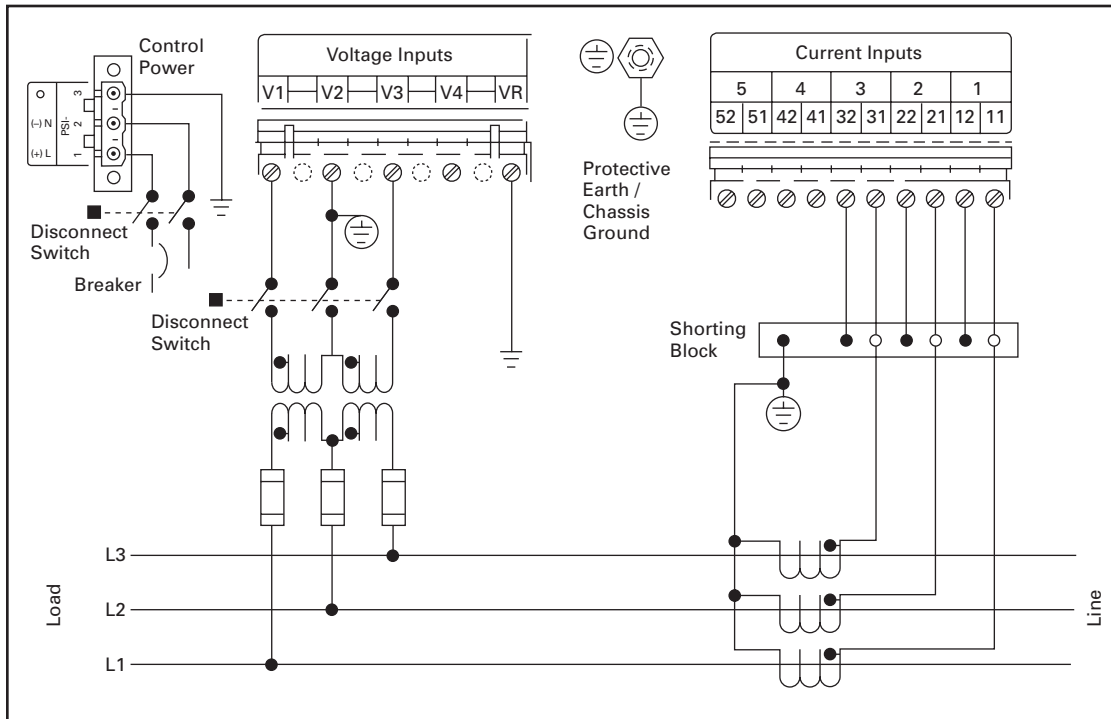 Control
Power
3
2
1
PSI-
(–) N
(+) L
Disconnect
Switch
Breaker
Voltage Inputs
V1 V2 V3 V4 VR
Disconnect
Switch
Protective
Earth /
Chassis
Ground
Current Inputs
5 4 3 2 1
52 51 42 41 32 31 22 21 12 11
Shorting
Block
L3
L2
L1
Load
Line